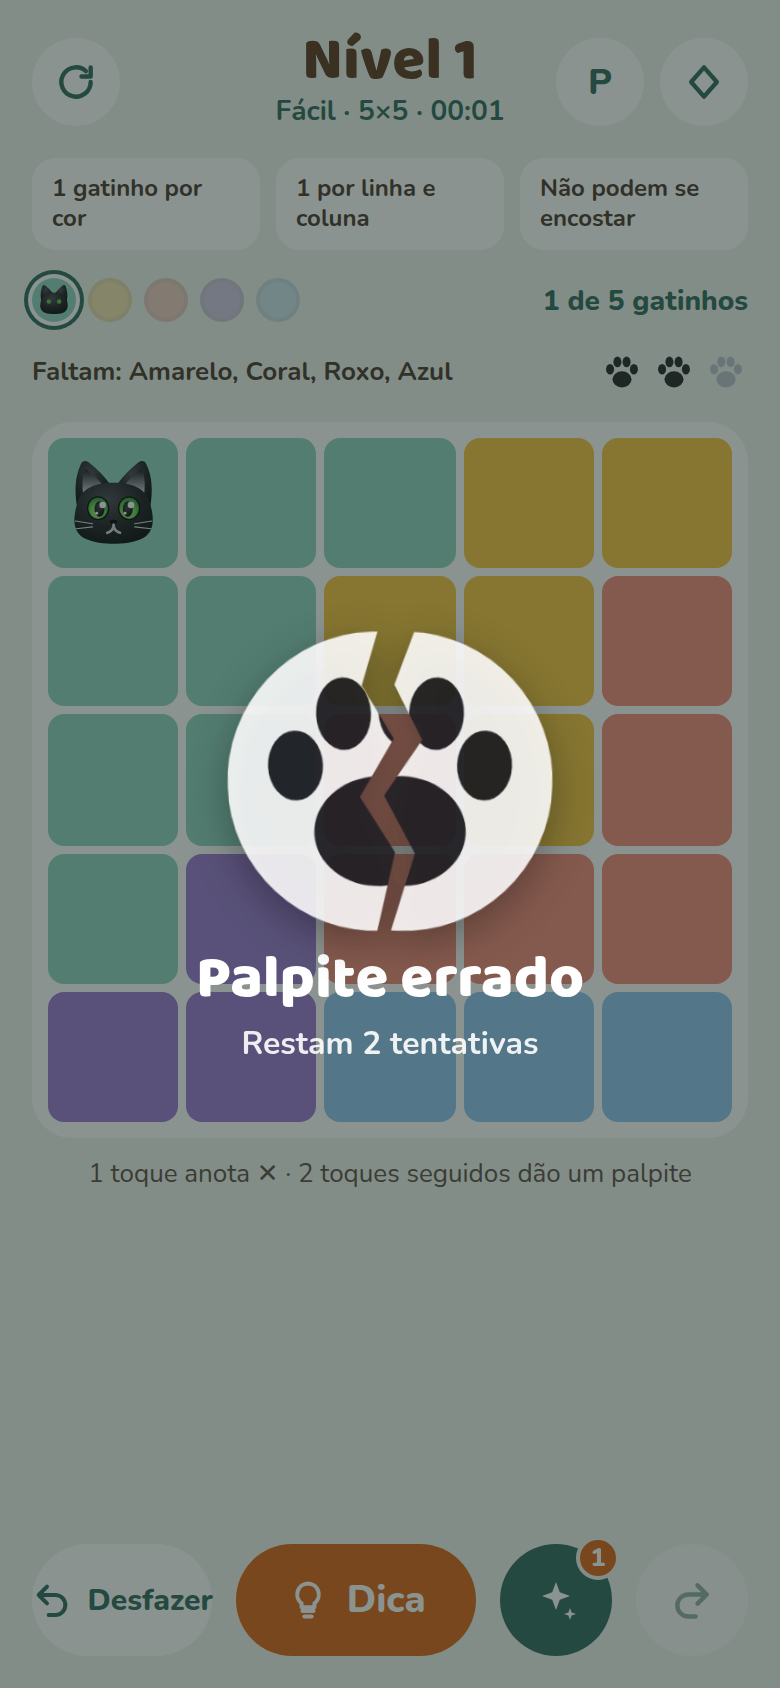 Nível 1
Fácil · 5×5 · 00:01
P
1 gatinho por
cor
1 por linha e
coluna
Não podem se
encostar
1 de 5 gatinhos
Faltam: Amarelo, Coral, Roxo, Azul
Palpite errado
Restam 2 tentativas
1 toque anota ✕ · 2 toques seguidos dão um palpite
Desfazer
Dica
1